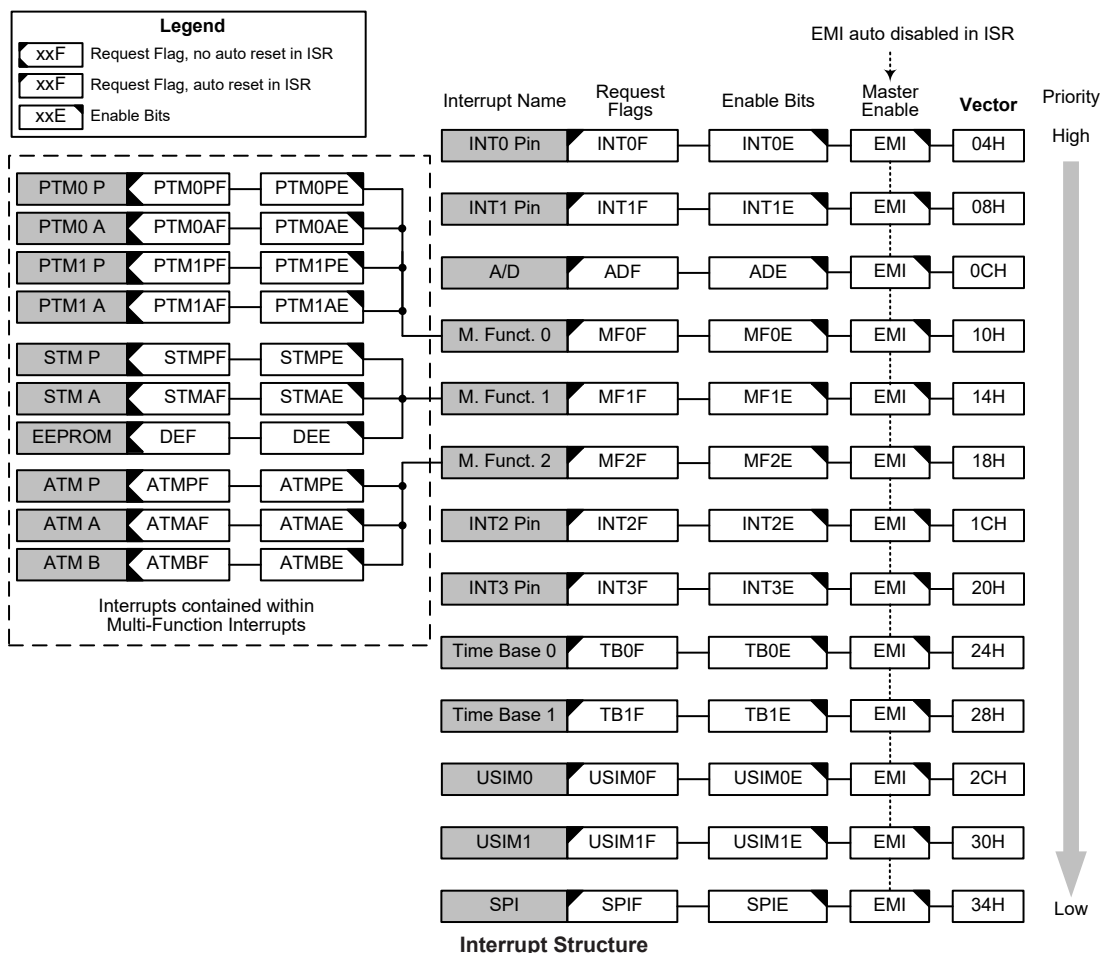 Legend
xxF Request Flag, no auto reset in ISR
xxF Request Flag, auto reset in ISR
xxE Enable Bits
EMI auto disabled in ISR
Interrupt Name Request Flags Enable Bits Master Enable Vector Priority
High
INT0 Pin INT0F INT0E EMI 04H
INT1 Pin INT1F INT1E EMI 08H
A/D ADF ADE EMI 0CH
M. Funct. 0 MF0F MF0E EMI 10H
M. Funct. 1 MF1F MF1E EMI 14H
M. Funct. 2 MF2F MF2E EMI 18H
INT2 Pin INT2F INT2E EMI 1CH
INT3 Pin INT3F INT3E EMI 20H
Time Base 0 TB0F TB0E EMI 24H
Time Base 1 TB1F TB1E EMI 28H
USIM0 USIM0F USIM0E EMI 2CH
USIM1 USIM1F USIM1E EMI 30H
SPI SPIF SPIE EMI 34H
Low
PTM0 P PTM0PF PTM0PE
PTM0 A PTM0AF PTM0AE
PTM1 P PTM1PF PTM1PE
PTM1 A PTM1AF PTM1AE
STM P STMPF STMPE
STM A STMAF STMAE
EEPROM DEF DEE
ATM P ATMPF ATMPE
ATM A ATMAF ATMAE
ATM B ATMBF ATMBE
Interrupts contained within
Multi-Function Interrupts
Interrupt Structure